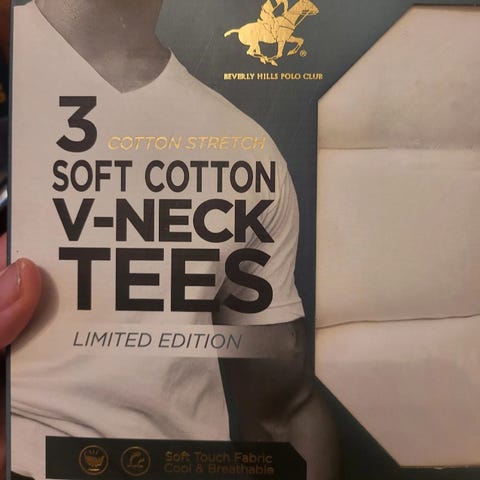 BEVERLY HILLS POLO CLUB
3 COTTON STRETCH
SOFT COTTON
V-NECK
TEES
LIMITED EDITION
Soft Touch Fabric
Cool & Breathable